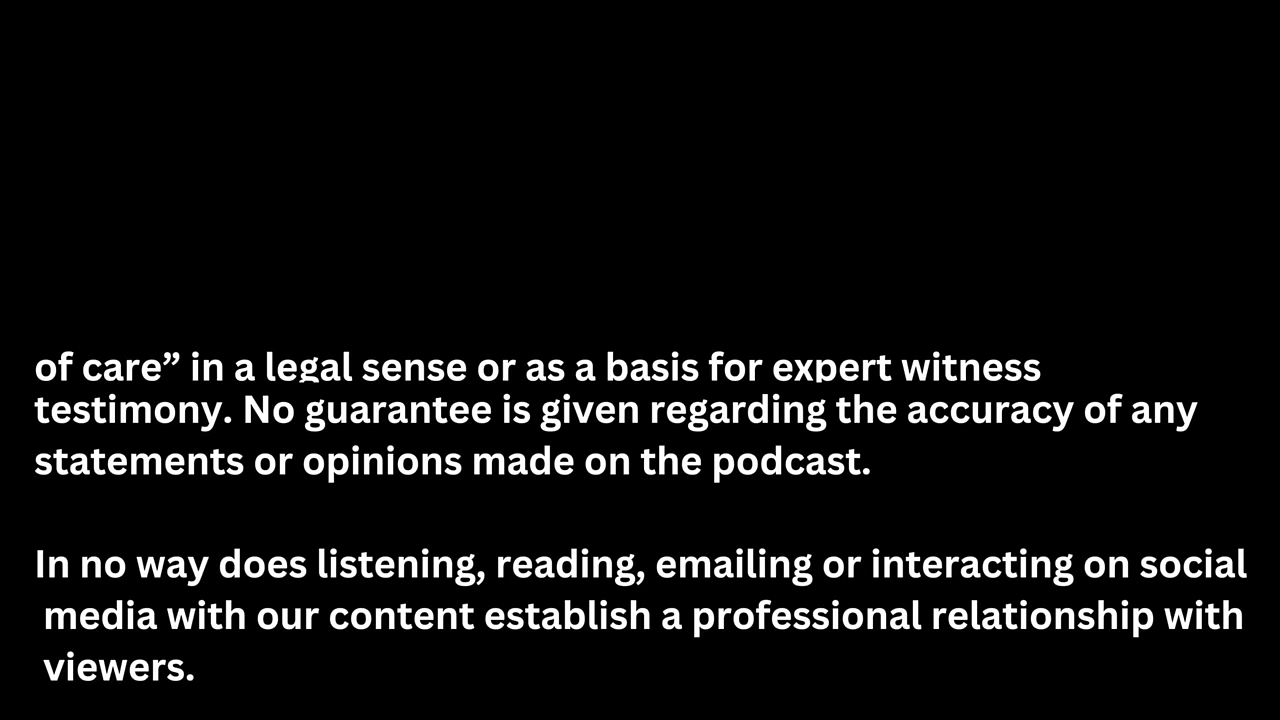 of care” in a legal sense or as a basis for expert witness
testimony. No guarantee is given regarding the accuracy of any
statements or opinions made on the podcast.
In no way does listening, reading, emailing or interacting on social
media with our content establish a professional relationship with
viewers.